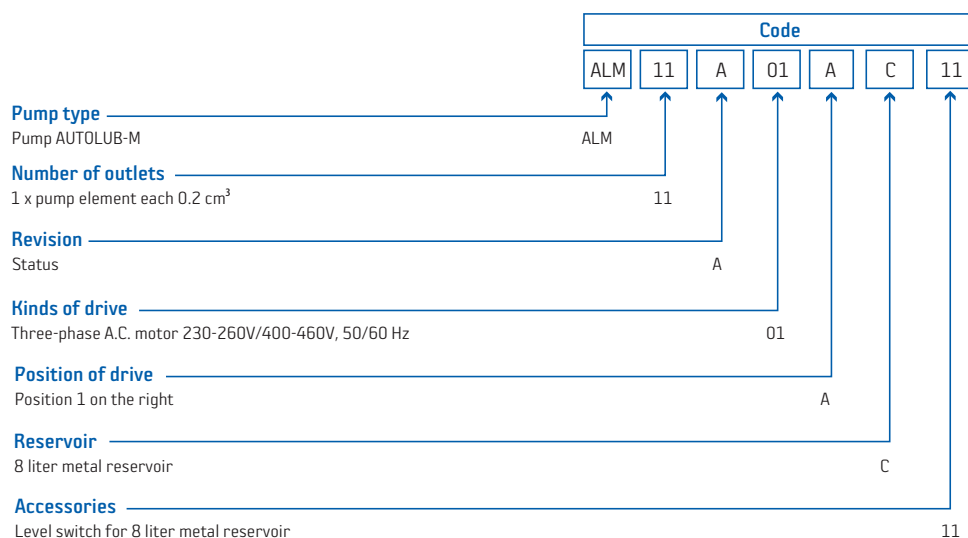 Code
ALM 11 A 01 A C 11
Pump type
Pump AUTOLUB-M ALM
Number of outlets
1 x pump element each 0.2 cm³ 11
Revision
Status A
Kinds of drive
Three-phase A.C. motor 230-260V/400-460V, 50/60 Hz 01
Position of drive
Position 1 on the right A
Reservoir
8 liter metal reservoir C
Accessories
Level switch for 8 liter metal reservoir 11